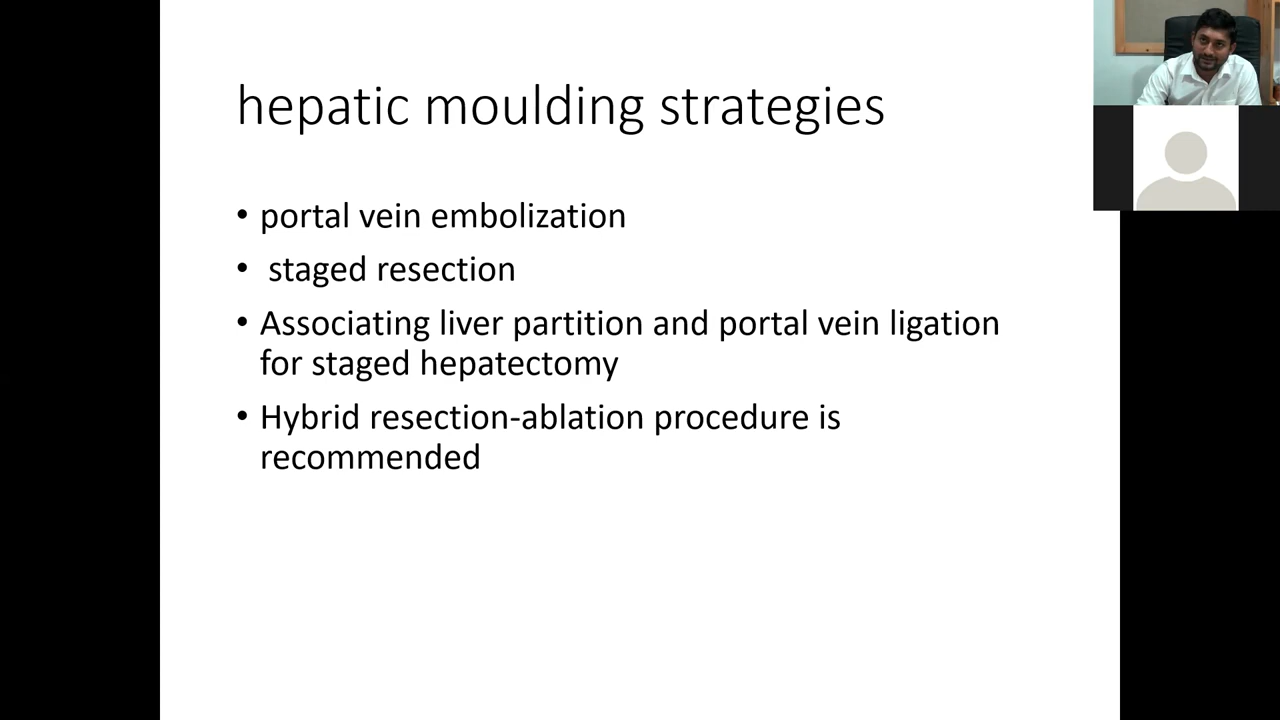 hepatic moulding strategies
• portal vein embolization
• staged resection
• Associating liver partition and portal vein ligation
for staged hepatectomy
• Hybrid resection-ablation procedure is
recommended